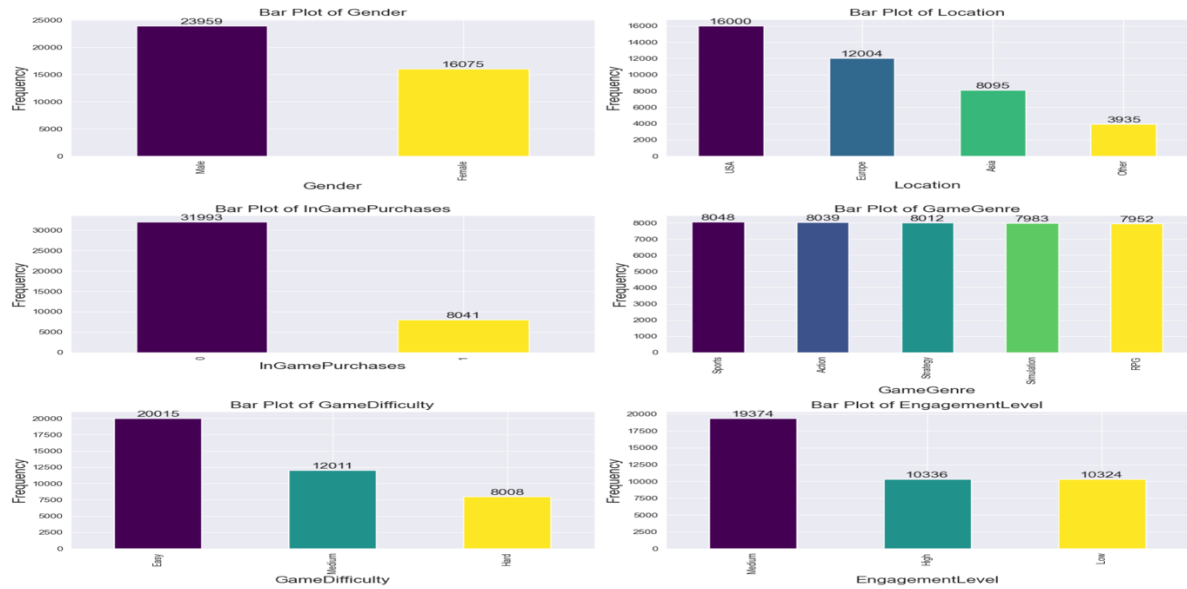 Bar Plot of Gender
25000
20000
15000
10000
5000
0
23959
16075
Frequency
Male
Female
Gender
Bar Plot of Location
16000
14000
12000
10000
8000
6000
4000
2000
0
16000
12004
8095
3935
Frequency
USA
Europe
Asia
Other
Location
Bar Plot of InGamePurchases
30000
25000
20000
15000
10000
5000
0
31993
8041
Frequency
0
1
InGamePurchases
Bar Plot of GameGenre
8000
7000
6000
5000
4000
3000
2000
1000
0
8048
8039
8012
7983
7952
Frequency
Sports
Action
Strategy
Simulation
RPG
GameGenre
Bar Plot of GameDifficulty
20000
17500
15000
12500
10000
7500
5000
2500
0
20015
12011
8008
Frequency
Easy
Medium
Hard
GameDifficulty
Bar Plot of EngagementLevel
20000
17500
15000
12500
10000
7500
5000
2500
0
19374
10336
10324
Frequency
Medium
High
Low
EngagementLevel